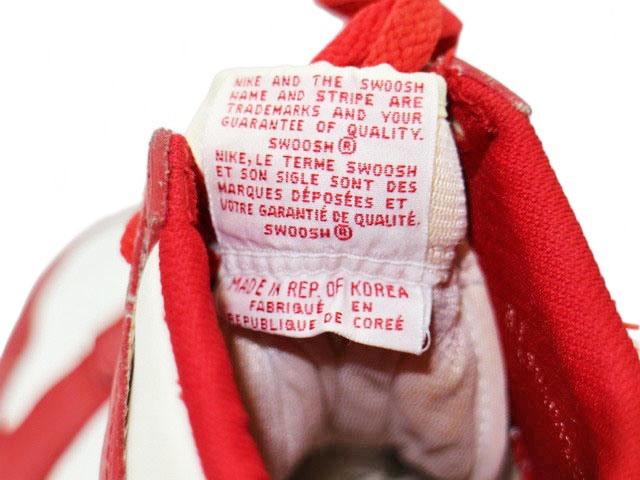 NIKE AND THE SWOOSH
NAME AND STRIPE ARE
TRADEMARKS AND YOUR
GUARANTEE OF QUALITY.
SWOOSH®
NIKE, LE TERME SWOOSH
ET SON SIGLE SONT DES
MARQUES DÉPOSÉES ET
VOTRE GARANTIÉ DE QUALITÉ.
SWOOSH®
MADE IN REP. OF KOREA
FABRIQUÉ EN
REPUBLIQUE DE COREÉ